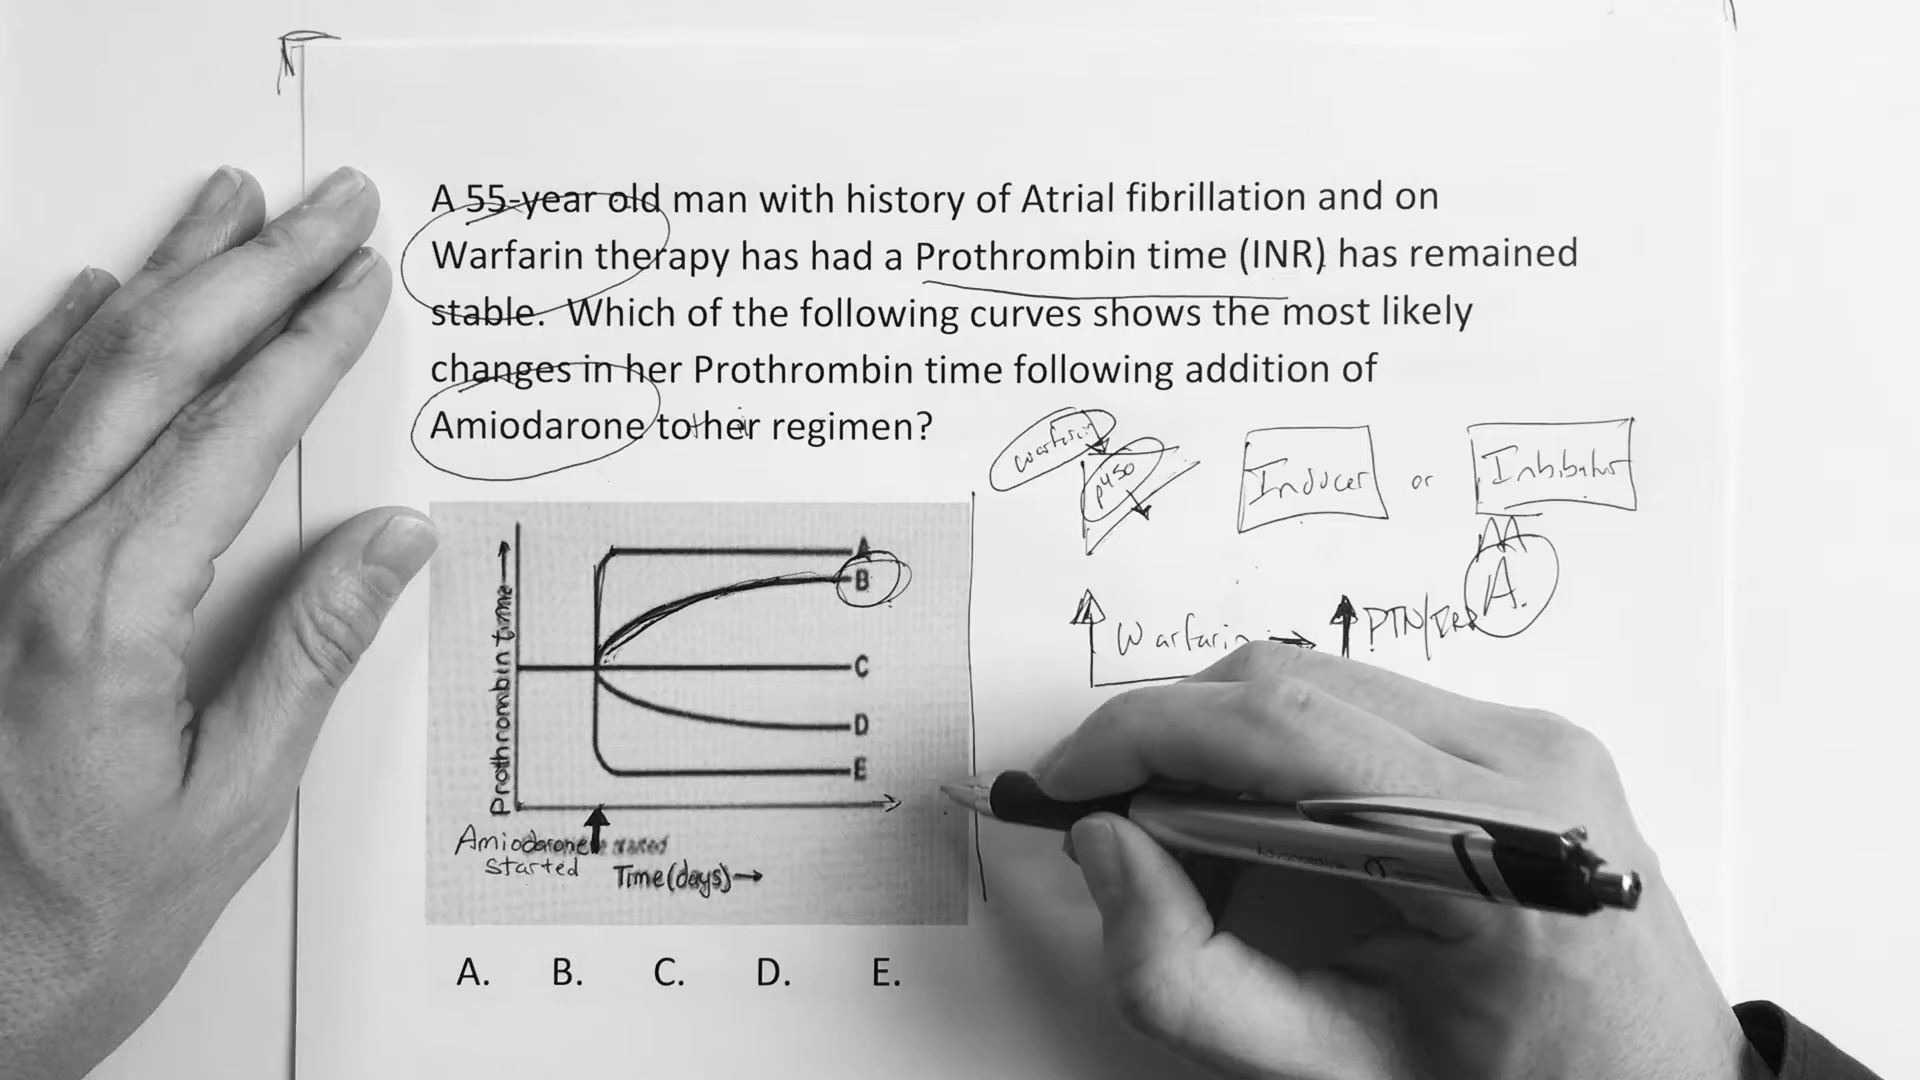 A 55-year old man with history of Atrial fibrillation and on
Warfarin therapy has had a Prothrombin time (INR) has remained
stable. Which of the following curves shows the most likely
changes in her Prothrombin time following addition of
Amiodarone to their regimen?
Warfarin
P450
Inducer or Inhibitor
A.
Warfarin → PTN/
Prothrombin time
A
B
C
D
E
Amiodarone
started
Time (days)
A. B. C. D. E.